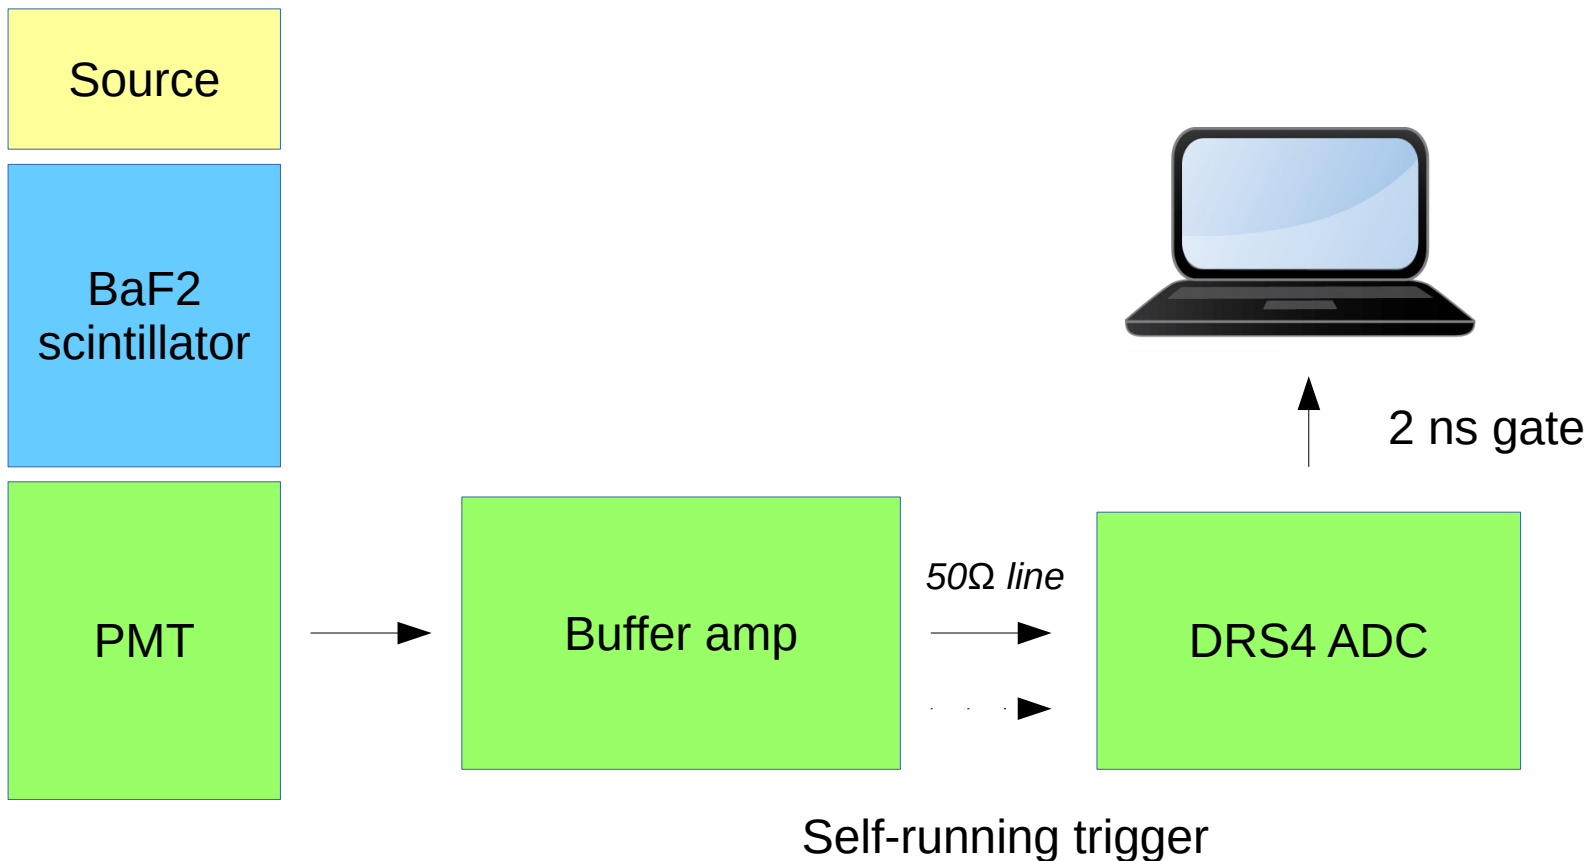 Source
BaF2
scintillator
2 ns gate
50Ω line
PMT
Buffer amp
DRS4 ADC
Self-running trigger